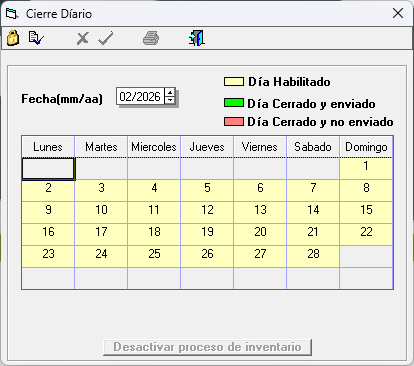 Cierre Díario
Día Habilitado
Fecha(mm/aa) 02/2026
Día Cerrado y enviado
Día Cerrado y no enviado
Lunes Martes Miercoles Jueves Viernes Sabado Domingo
1
2 3 4 5 6 7 8
9 10 11 12 13 14 15
16 17 18 19 20 21 22
23 24 25 26 27 28
Desactivar proceso de inventario